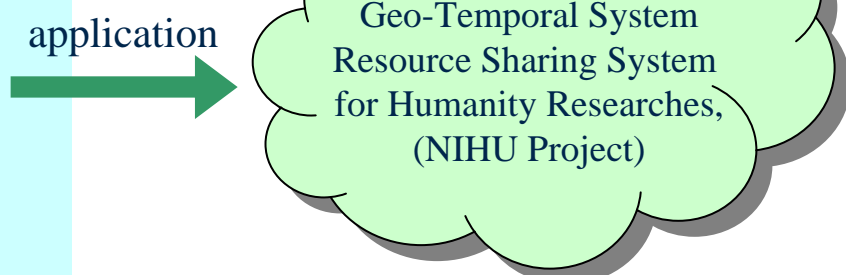 application
Geo-Temporal System
Resource Sharing System
for Humanity Researches,
(NIHU Project)